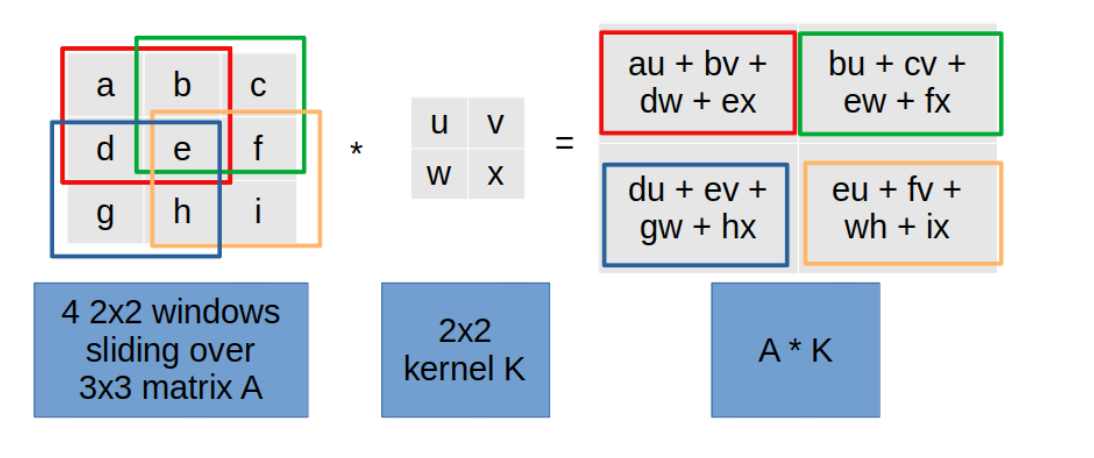 a b c
d e f
g h i
*
u v
w x
=
au + bv +
dw + ex
bu + cv +
ew + fx
du + ev +
gw + hx
eu + fv +
wh + ix
4 2x2 windows
sliding over
3x3 matrix A
2x2
kernel K
A * K